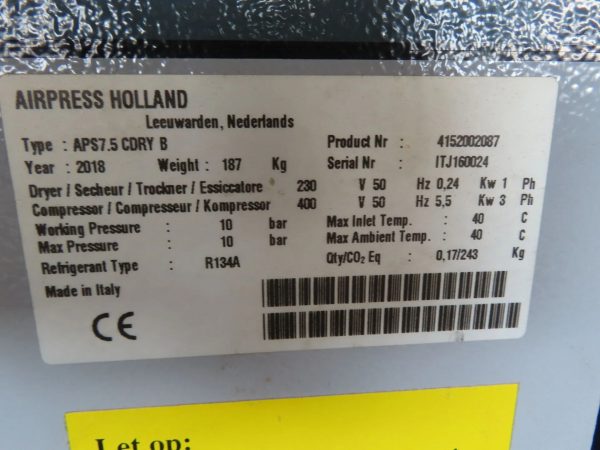 AIRPRESS HOLLAND
Leeuwarden, Nederlands
Type : APS7.5 CDRY B Product Nr : 4152002087
Year : 2018 Weight : 187 Kg Serial Nr : ITJ160024
Dryer / Secheur / Trockner / Essiccatore 230 V 50 Hz 0,24 Kw 1 Ph
Compressor / Compresseur / Kompressor 400 V 50 Hz 5,5 Kw 3 Ph
Working Pressure : 10 bar Max Inlet Temp. : 40 C
Max Pressure : 10 bar Max Ambient Temp. : 40 C
Refrigerant Type : R134A Qty/CO₂ Eq : 0,17/243 Kg
Made in Italy
CE
Let op: